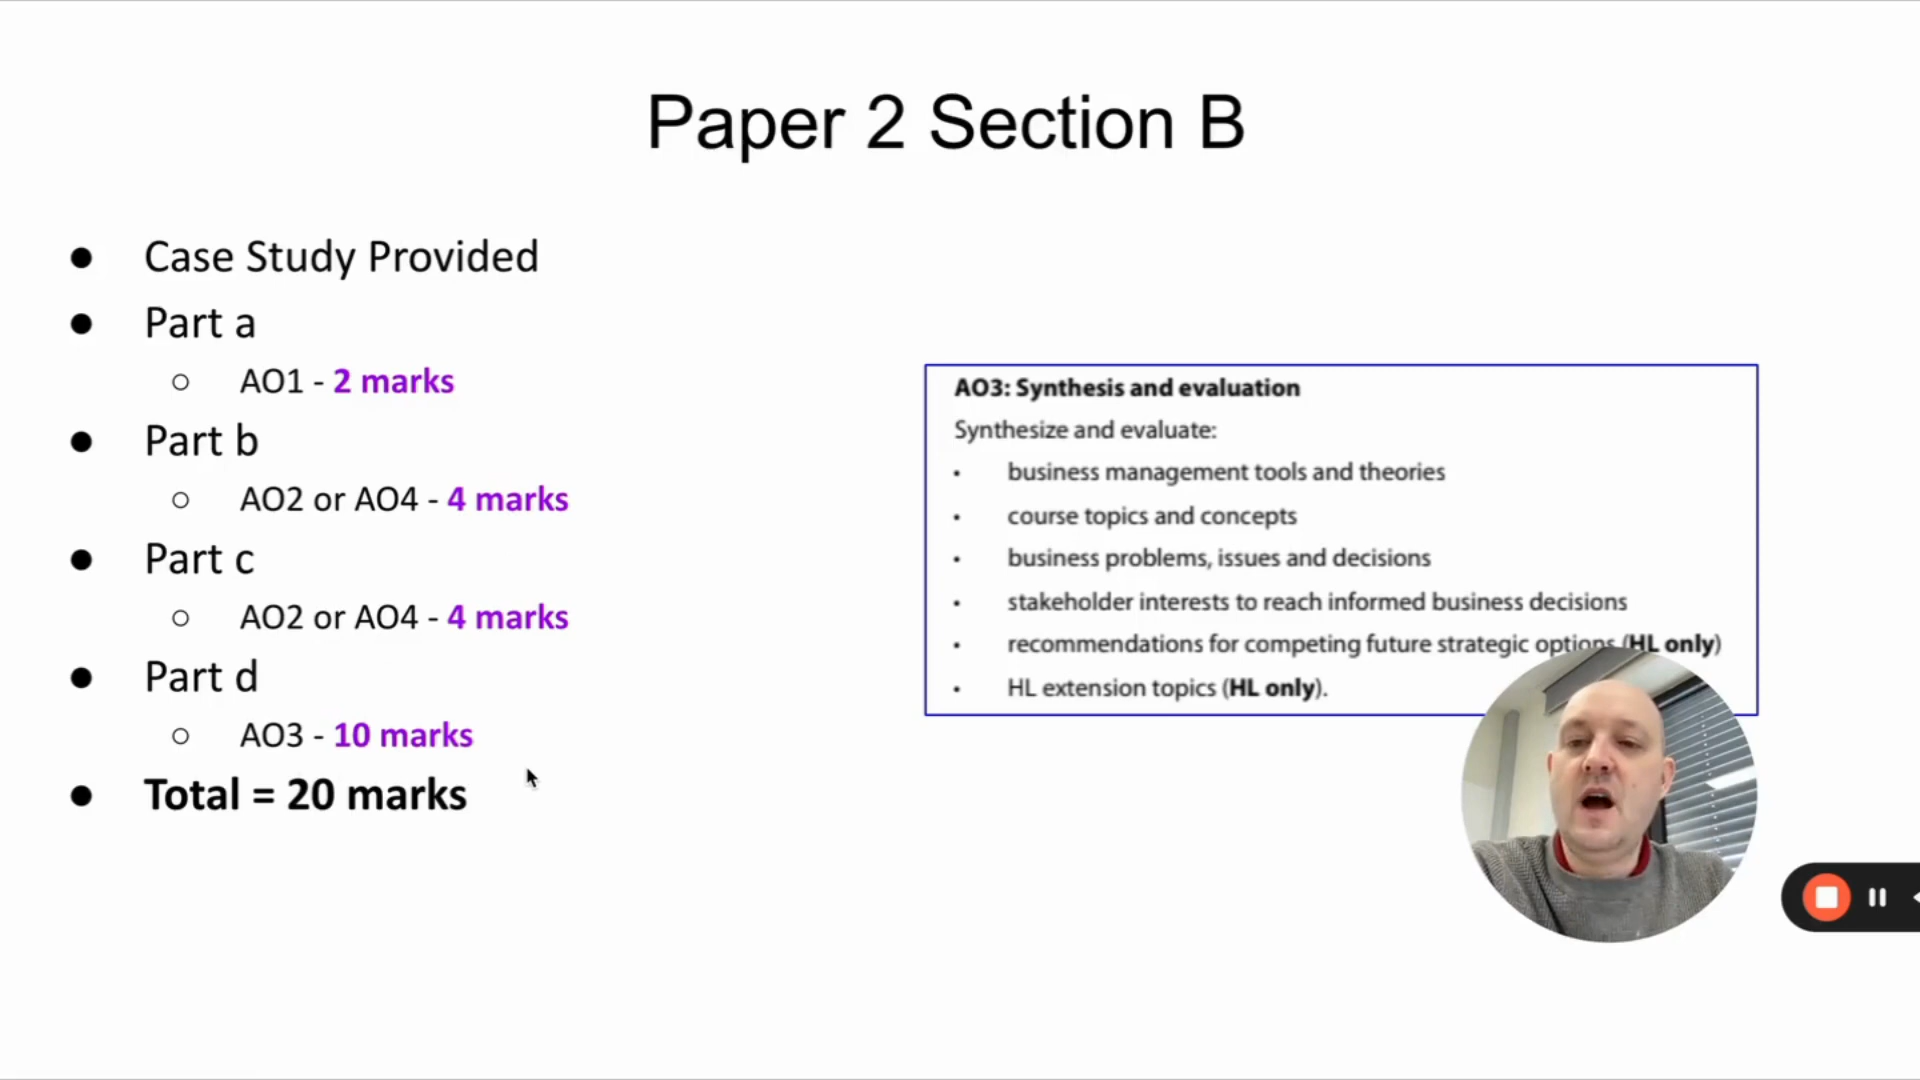 Paper 2 Section B
● Case Study Provided
● Part a
○ AO1 - 2 marks
● Part b
○ AO2 or AO4 - 4 marks
● Part c
○ AO2 or AO4 - 4 marks
● Part d
○ AO3 - 10 marks
● Total = 20 marks
AO3: Synthesis and evaluation
Synthesize and evaluate:
• business management tools and theories
• course topics and concepts
• business problems, issues and decisions
• stakeholder interests to reach informed business decisions
• recommendations for competing future strategic options (HL only)
• HL extension topics (HL only).